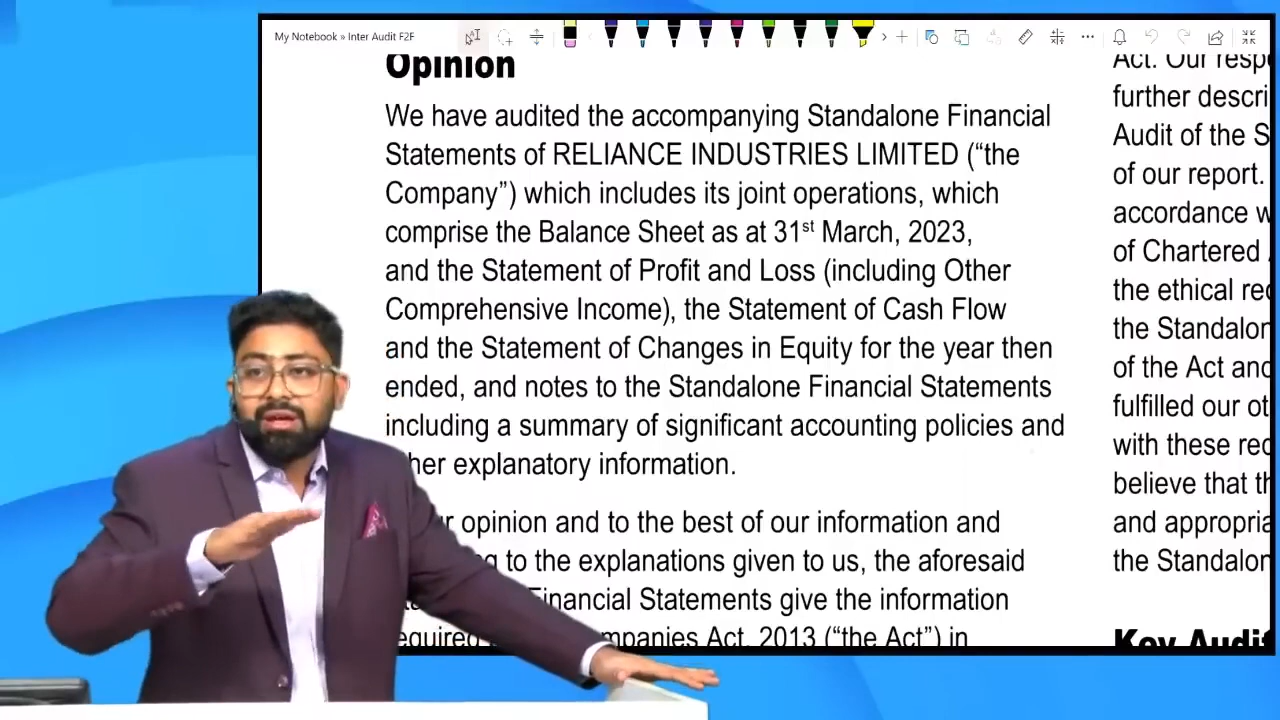 My Notebook » Inter Audit F2F
Opinion
We have audited the accompanying Standalone Financial
Statements of RELIANCE INDUSTRIES LIMITED (“the
Company”) which includes its joint operations, which
comprise the Balance Sheet as at 31st March, 2023,
and the Statement of Profit and Loss (including Other
Comprehensive Income), the Statement of Cash Flow
and the Statement of Changes in Equity for the year then
ended, and notes to the Standalone Financial Statements
including a summary of significant accounting policies and
her explanatory information.
r opinion and to the best of our information and
g to the explanations given to us, the aforesaid
Financial Statements give the information
equired mpanies Act, 2013 (“the Act”) in
Act. Our resp
further descri
Audit of the S
of our report.
accordance w
of Chartered
the ethical rec
the Standalon
of the Act and
fulfilled our ot
with these rec
believe that th
and appropria
the Standalon
Key Audit